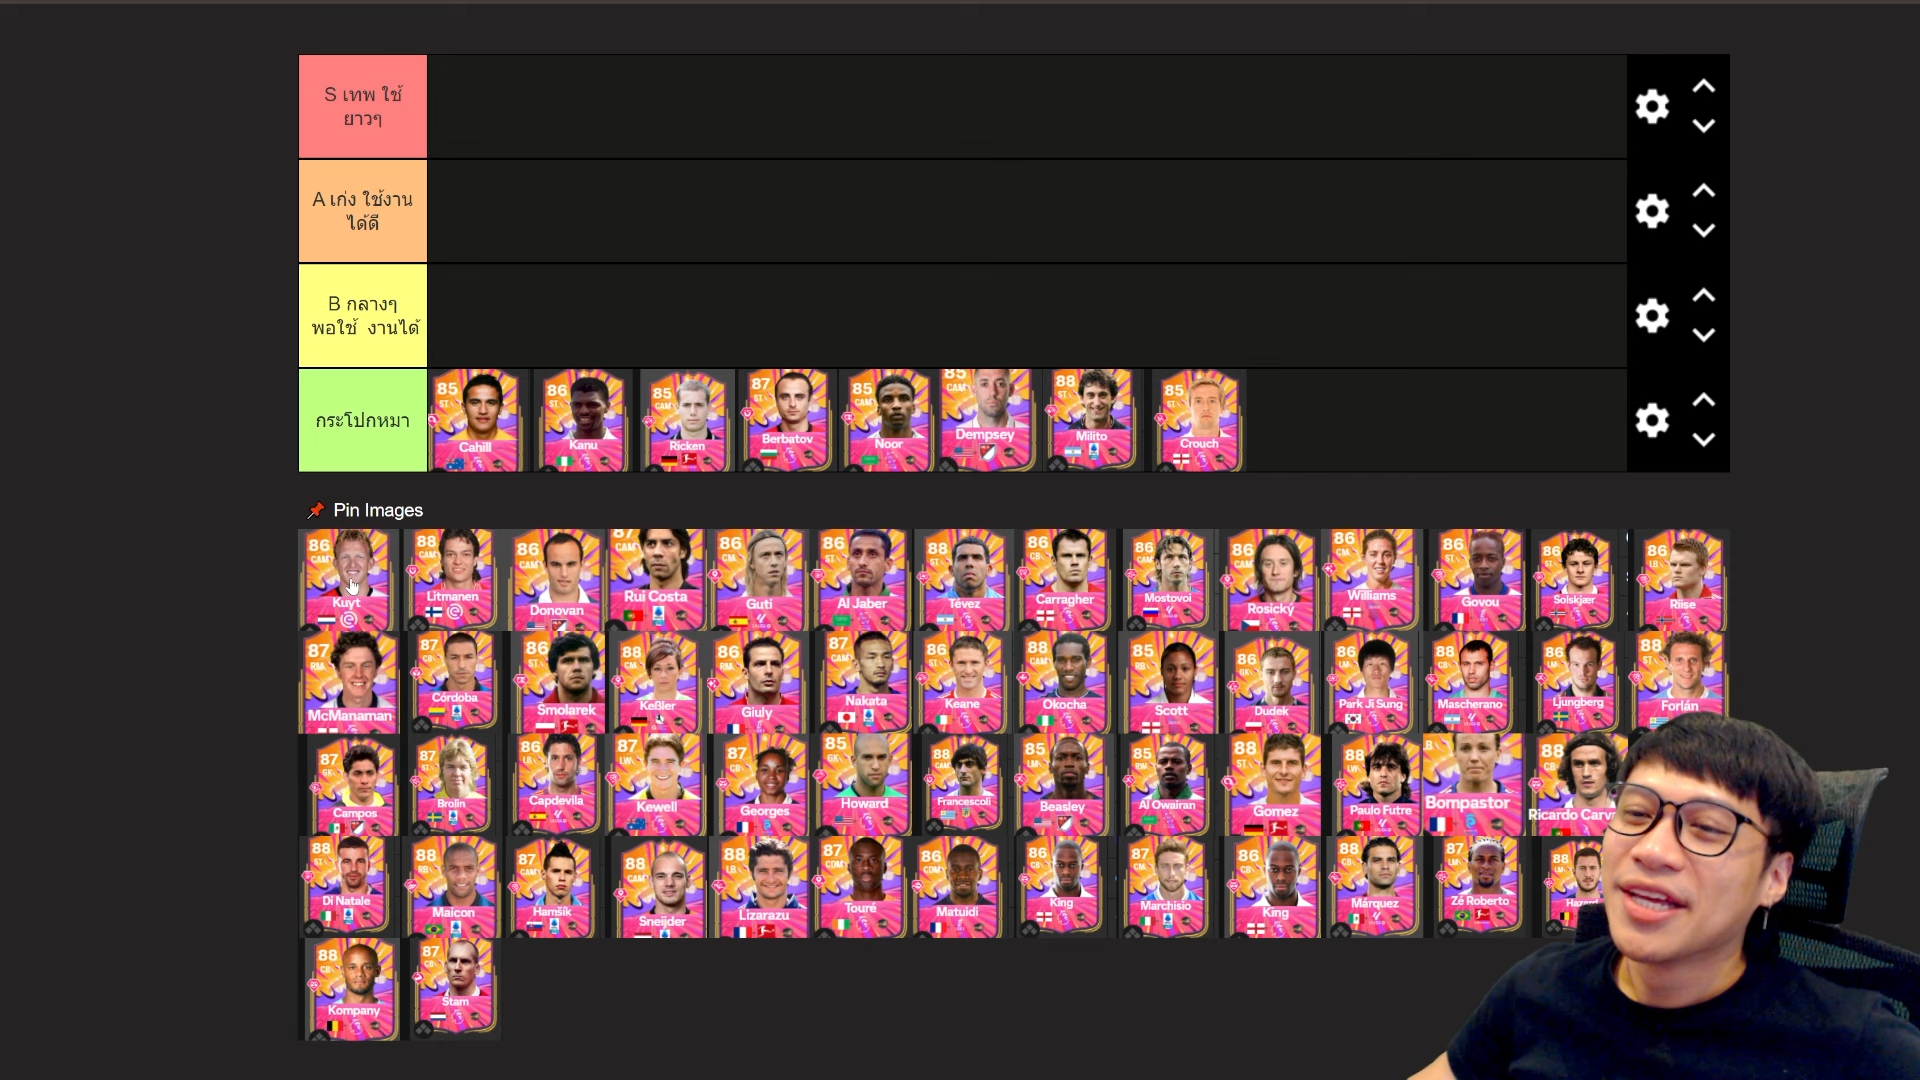 S เทพ ใช้
ยาวๆ
A เก่ง ใช้งาน
ได้ดี
B กลางๆ
พอใช้ งานได้
กระโปกหมา
85 Cahill
86 ST Kanu
85 CAM Ricken
87 ST Berbatov
85 CAM Noor
85 CAM Dempsey
88 ST Milito
85 ST Crouch
Pin Images
86 CAM Kuyt
88 CAM Litmanen
86 CAM Donovan
87 CAM Rui Costa
86 CM Guti
86 ST Al Jaber
88 ST Tévez
86 CB Carragher
86 CAM Mostovoi
86 CAM Rosický
86 CM Williams
86 ST Govou
86 ST Solskjær
86 LB Riise
87 RM McManaman
87 CB Córdoba
86 ST Smolarek
88 CM Keßler
86 RM Giuly
87 CAM Nakata
86 ST Keane
88 CAM Okocha
85 RB Scott
86 GK Dudek
86 LM Park Ji Sung
88 CB Mascherano
86 LM Ljungberg
88 ST Forlán
87 GK Campos
87 ST Brolin
86 LB Capdevila
87 LW Kewell
87 CB Georges
85 GK Howard
88 CAM Francescoli
85 LM Beasley
85 RM Al Owairan
88 ST Gomez
88 LW Paulo Futre
LB Bompastor
88 CB Ricardo Carv
88 ST Di Natale
88 RB Maicon
87 CAM Hamšík
88 CAM Sneijder
88 LB Lizarazu
87 CDM Touré
86 CDM Matuidi
86 CB King
87 CM Marchisio
86 CB King
88 CB Márquez
87 LM Zé Roberto
88 Hazard
88 CB Kompany
87 CB Stam